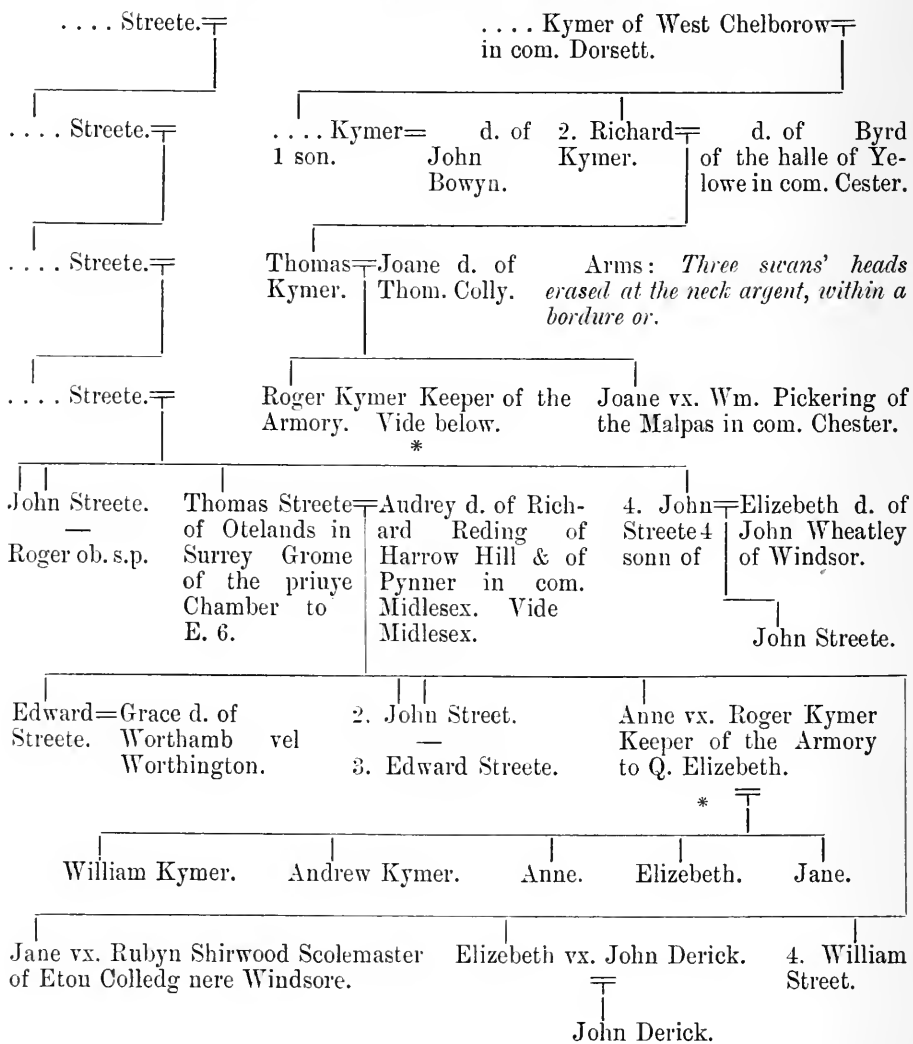 . . . . Streete.
. . . . Kymer of West Chelborow
in com. Dorsett.
. . . . Streete.
. . . . Kymer= d. of
1 son. John
Bowyn.
2. Richard
Kymer.
d. of Byrd
of the halle of Ye-
lowe in com. Cester.
. . . . Streete.
Thomas
Kymer.
Joane d. of
Thom. Colly.
Arms: Three swans' heads
erased at the neck argent, within a
bordure or.
. . . . Streete.
Roger Kymer Keeper of the
Armory. Vide below.
*
Joane vx. Wm. Pickering of
the Malpas in com. Chester.
John Streete.
—
Roger ob. s.p.
Thomas Streete
of Otelands in
Surrey Grome
of the priuye
Chamber to
E. 6.
Audrey d. of Rich-
ard Reding of
Harrow Hill & of
Pynner in com.
Midlesex. Vide
Midlesex.
4. John
Streete 4
sonn of
Elizebeth d. of
John Wheatley
of Windsor.
John Streete.
Edward=Grace d. of
Streete. Worthamb vel
Worthington.
2. John Street.
—
3. Edward Streete.
Anne vx. Roger Kymer
Keeper of the Armory
to Q. Elizebeth.
*
William Kymer. Andrew Kymer. Anne. Elizebeth. Jane.
Jane vx. Rubyn Shirwood Scolemaster
of Eton Colledg nere Windsore.
Elizebeth vx. John Derick.
John Derick.
4. William
Street.